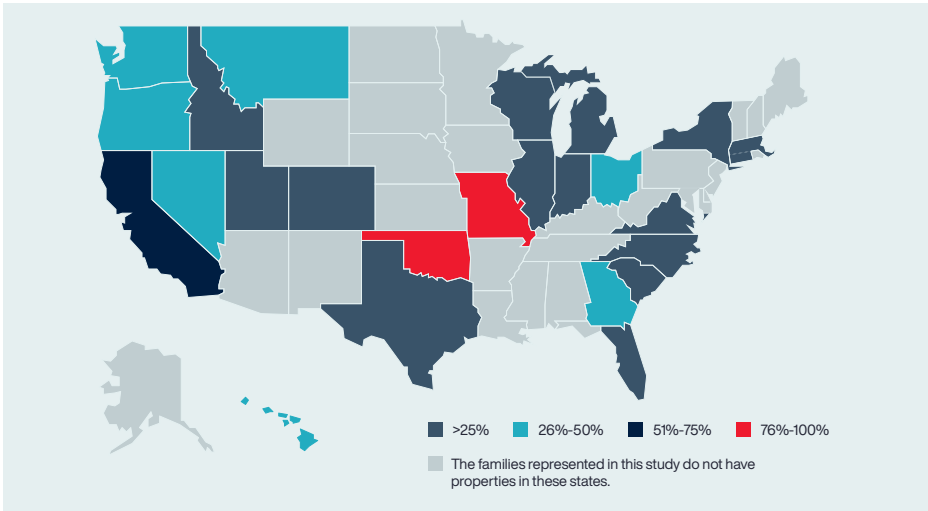 >25%
26%-50%
51%-75%
76%-100%
The families represented in this study do not have
properties in these states.